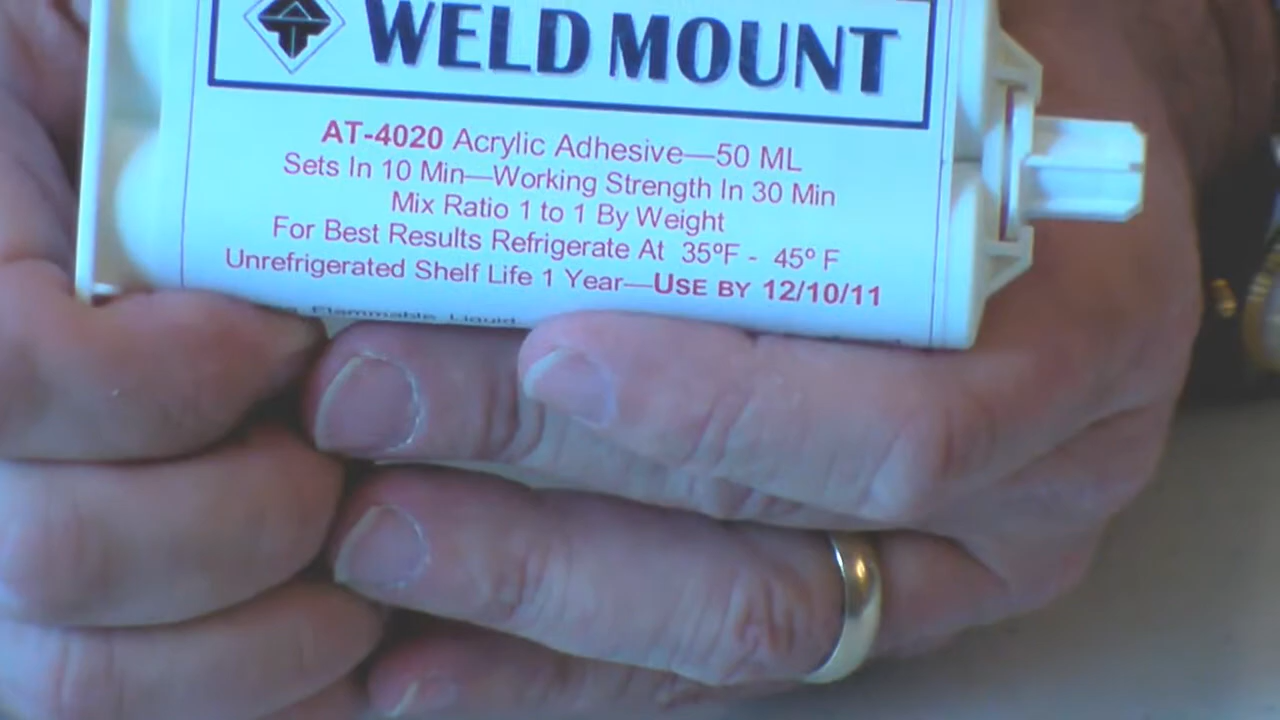 WELD MOUNT
AT-4020 Acrylic Adhesive—50 ML
Sets In 10 Min—Working Strength In 30 Min
Mix Ratio 1 to 1 By Weight
For Best Results Refrigerate At 35ºF - 45º F
Unrefrigerated Shelf Life 1 Year—USE BY 12/10/11
Flammable Liquid